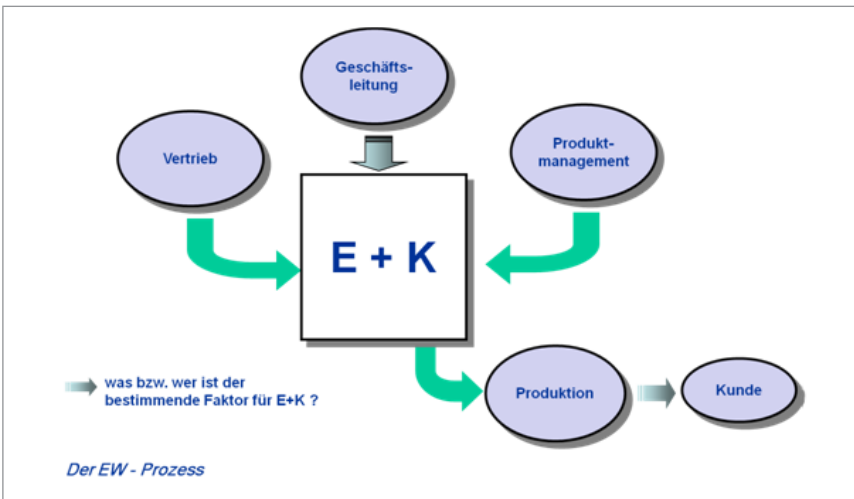 Geschäfts-
leitung
Vertrieb
Produkt-
management
E + K
Produktion
Kunde
was bzw. wer ist der
bestimmende Faktor für E+K ?
Der EW - Prozess